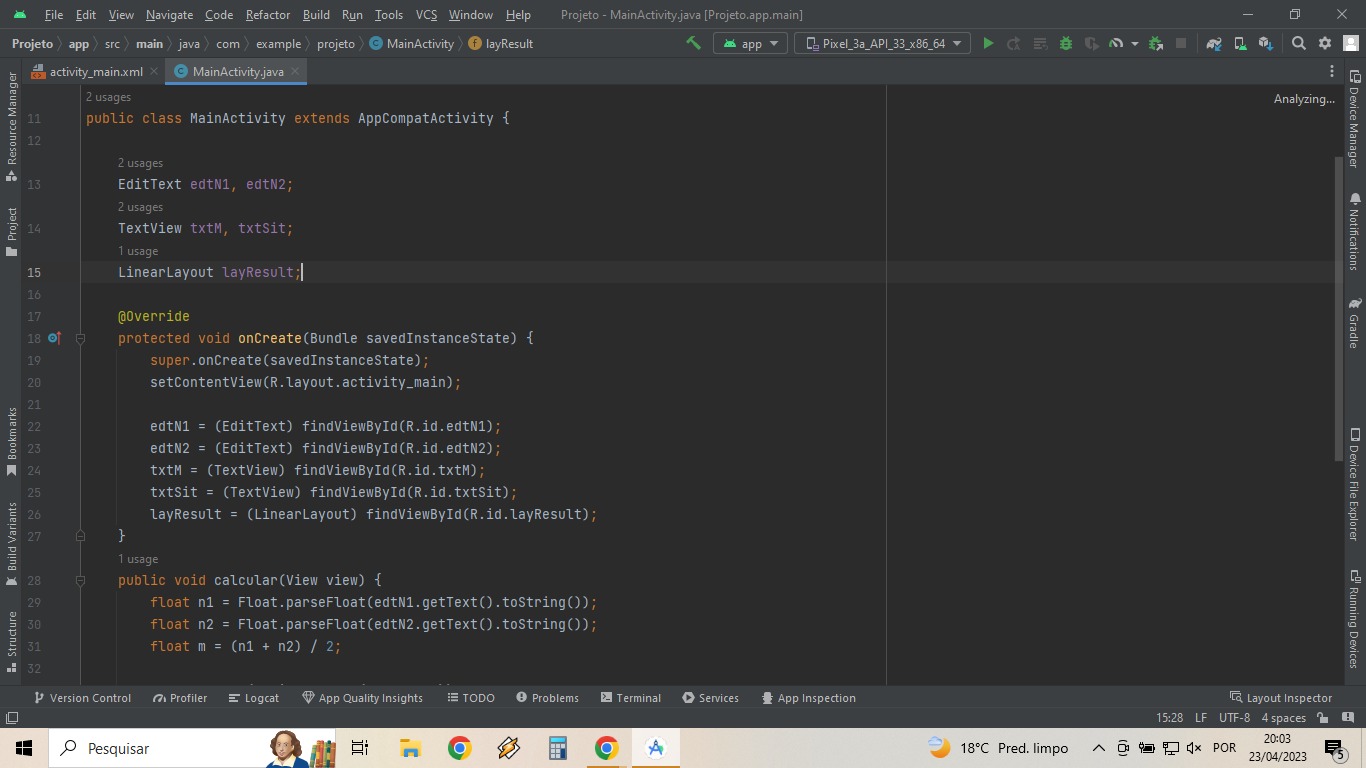 File Edit View Navigate Code Refactor Build Run Tools VCS Window Help Projeto - MainActivity.java [Projeto.app.main]
Projeto app src main java com example projeto MainActivity layResult app Pixel_3a_API_33_x86_64
activity_main.xml MainActivity.java
Analyzing...
2 usages
11 public class MainActivity extends AppCompatActivity {
12
2 usages
13 EditText edtN1, edtN2;
2 usages
14 TextView txtM, txtSit;
1 usage
15 LinearLayout layResult;
16
17 @Override
18 protected void onCreate(Bundle savedInstanceState) {
19 super.onCreate(savedInstanceState);
20 setContentView(R.layout.activity_main);
21
22 edtN1 = (EditText) findViewById(R.id.edtN1);
23 edtN2 = (EditText) findViewById(R.id.edtN2);
24 txtM = (TextView) findViewById(R.id.txtM);
25 txtSit = (TextView) findViewById(R.id.txtSit);
26 layResult = (LinearLayout) findViewById(R.id.layResult);
27 }
1 usage
28 public void calcular(View view) {
29 float n1 = Float.parseFloat(edtN1.getText().toString());
30 float n2 = Float.parseFloat(edtN2.getText().toString());
31 float m = (n1 + n2) / 2;
32
Resource Manager
Project
Bookmarks
Build Variants
Structure
Device Manager
Notifications
Gradle
Device File Explorer
Running Devices
Version Control Profiler Logcat App Quality Insights TODO Problems Terminal Services App Inspection Layout Inspector
15:28 LF UTF-8 4 spaces
Pesquisar 18°C Pred. limpo POR 20:03
23/04/2023 5